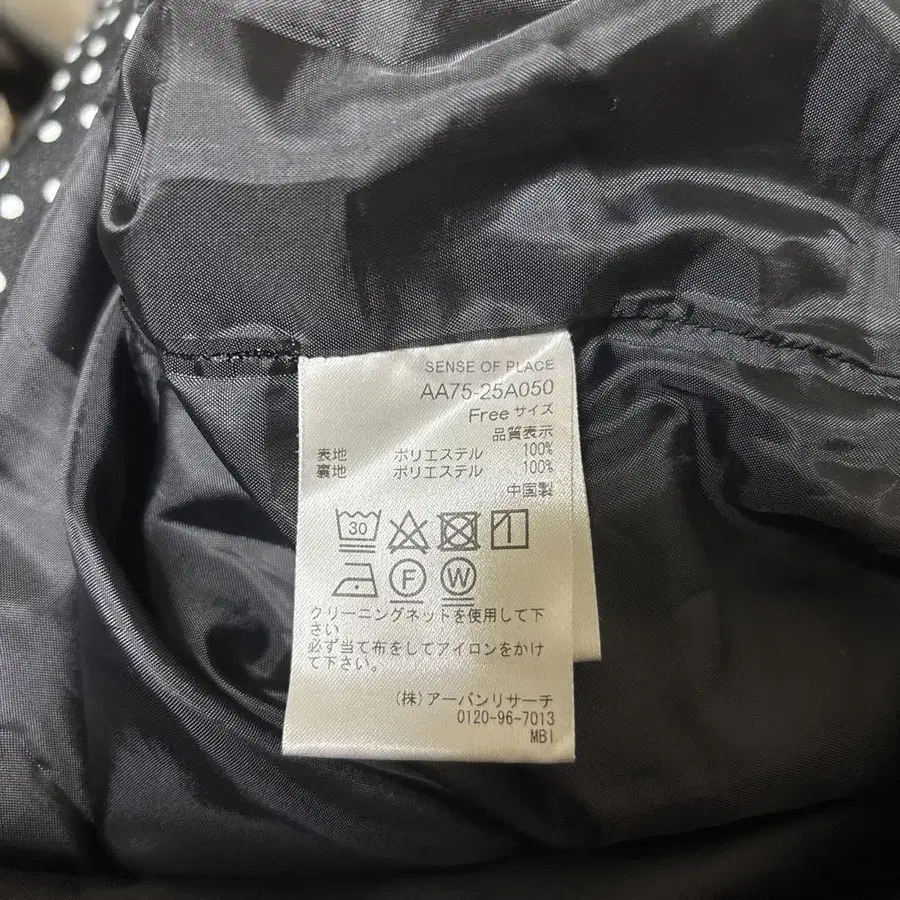 SENSE OF PLACE
AA75-25A050
Free サイズ
品質表示
表地 ポリエステル 100%
裏地 ポリエステル 100%
中国製
30
F W
クリーニングネットを使用して下
さい
必ず当て布をしてアイロンをかけ
て下さい。
(株)アーバンリサーチ
0120-96-7013
MBI